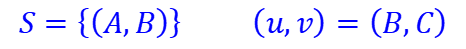 S = {(A, B)} (u, v) = (B, C)